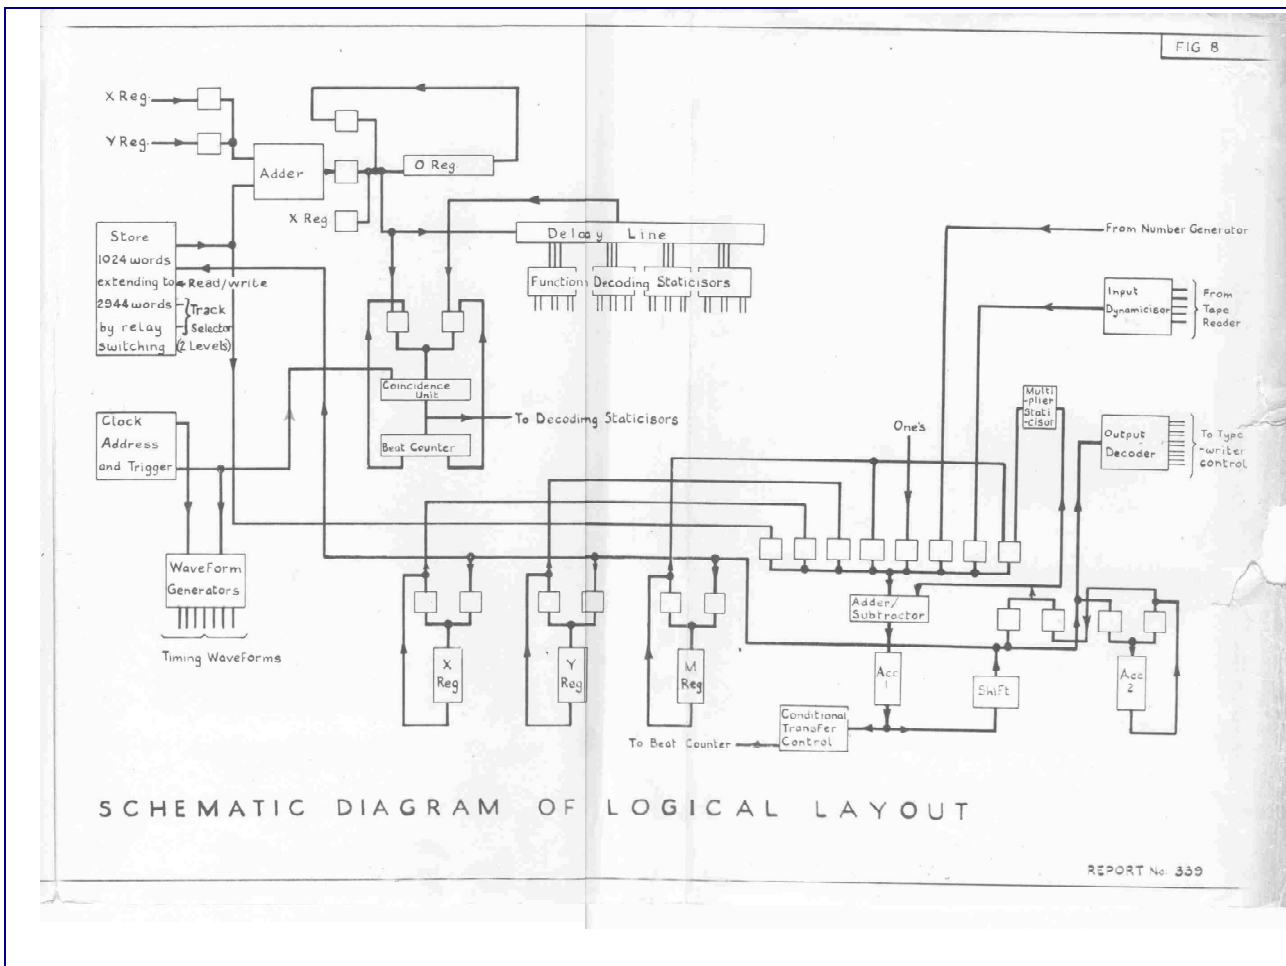 FIG 8
X Reg.
Y Reg.
Adder
O Reg.
X Reg
Store
1024 words
extending to
2944 words
by relay
switching
Read/write
Track
Selector
(2 Levels)
Delay Line
Function Decoding Staticisors
From Number Generator
Input
Dynamicisor
From
Tape
Reader
Coincidence
Unit
To Decoding Staticisors
Beat Counter
Clock
Address
and Trigger
Multi
-plier
Stati
-cisor
One's
Output
Decoder
To Type
-writer
control
Waveform
Generators
Timing Waveforms
Adder/
Subtractor
X
Reg
Y
Reg
M
Reg
Acc
1
Shift
Acc
2
Conditional
Transfer
Control
To Beat Counter
SCHEMATIC DIAGRAM OF LOGICAL LAYOUT
REPORT No. 339